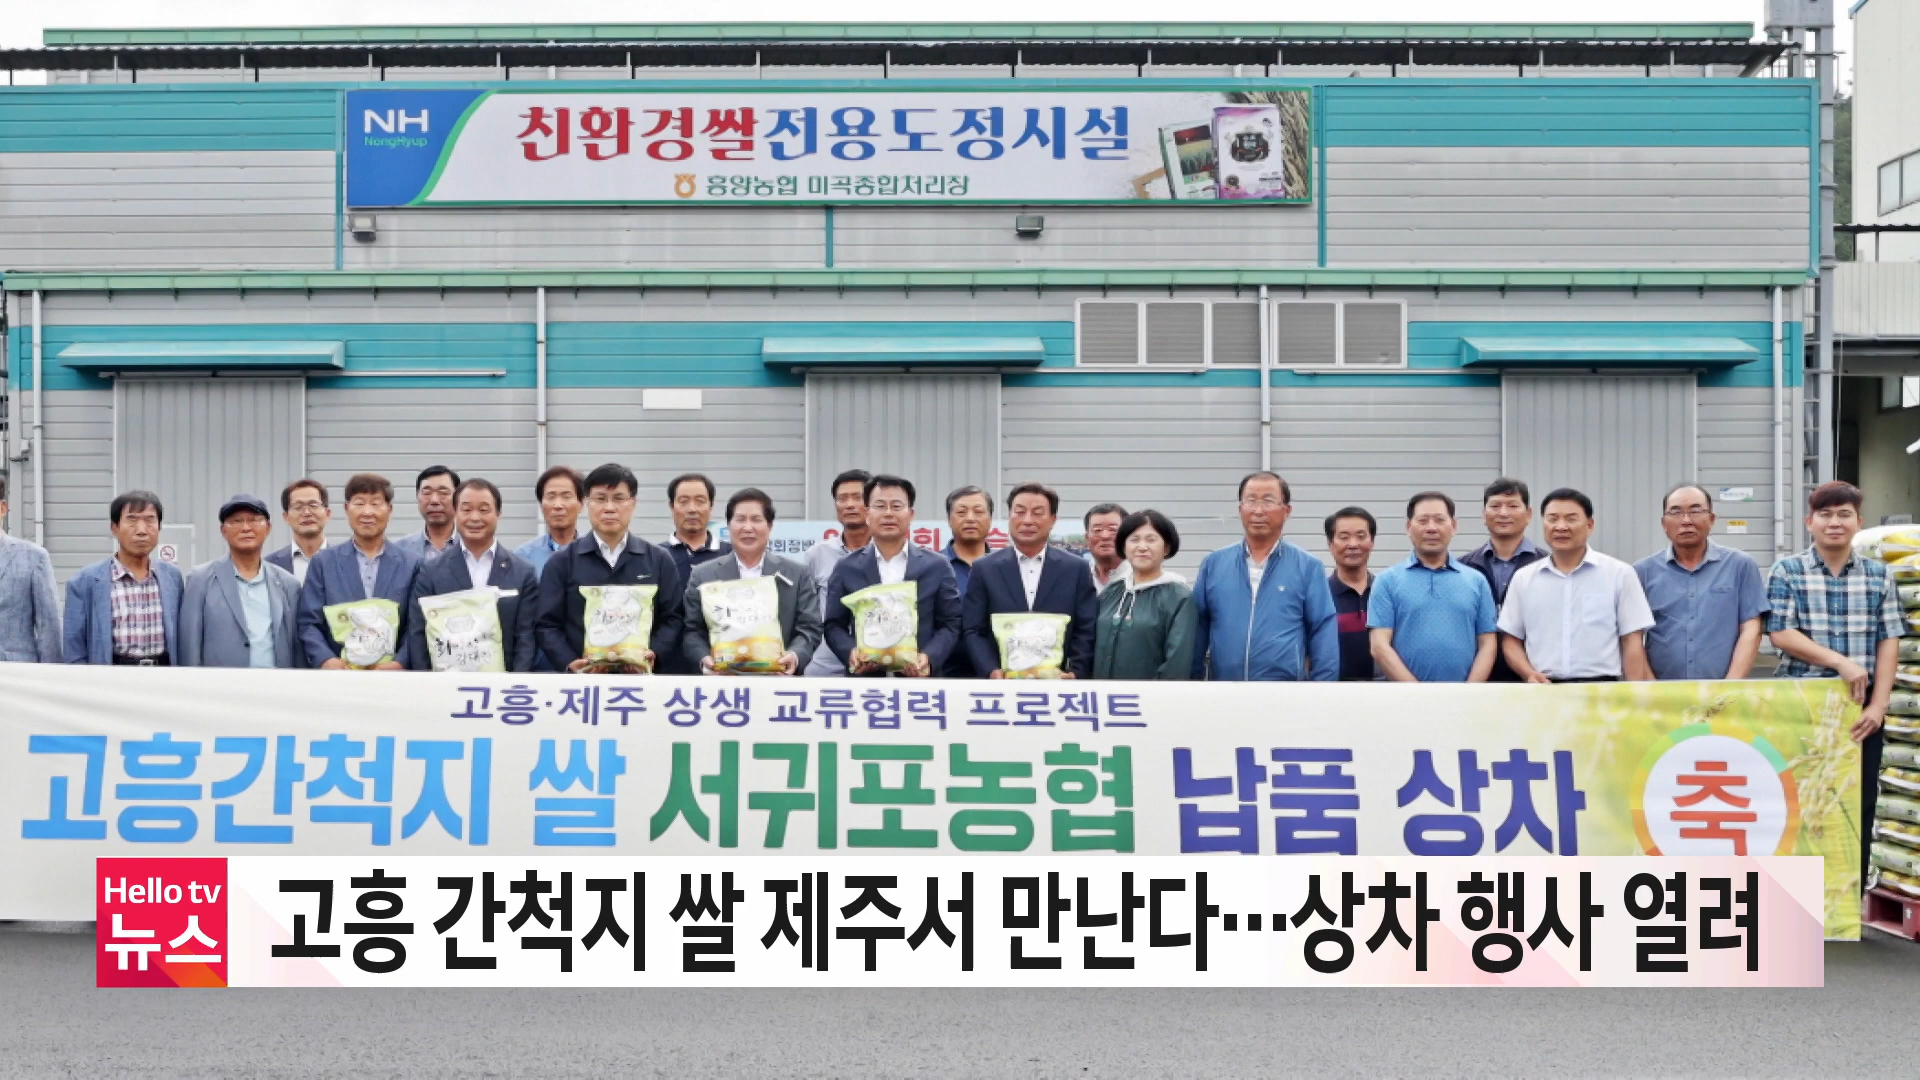 NH
NongHyup
친환경쌀전용도정시설
흥양농협 미곡종합처리장
고흥·제주 상생 교류협력 프로젝트
고흥간척지 쌀 서귀포농협 납품 상차
축
Hello tv
뉴스
고흥 간척지 쌀 제주서 만난다…상차 행사 열려